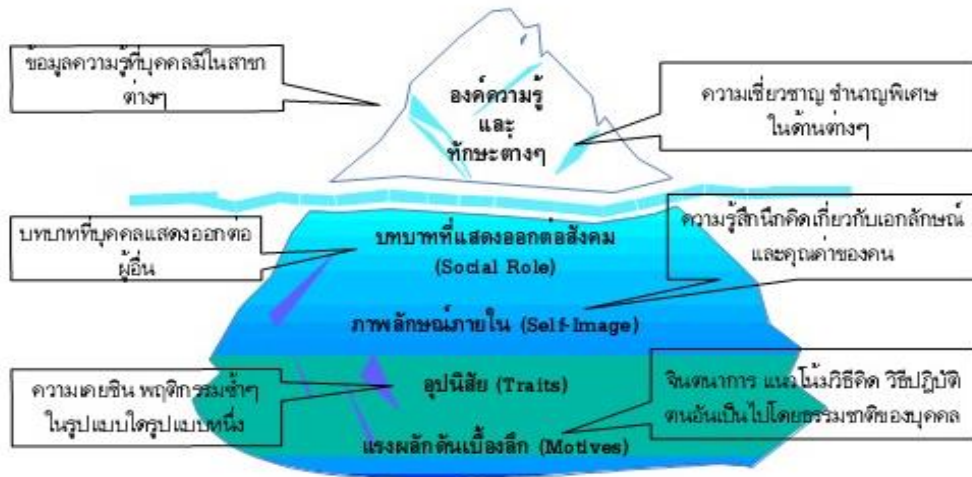 ข้อมูลความรู้ที่บุคคลมีในสาขา
ต่างๆ
องค์ความรู้
และ
ทักษะต่างๆ
ความเชี่ยวชาญ ชำนาญพิเศษ
ในด้านต่างๆ
บทบาทที่บุคคลแสดงออกต่อ
ผู้อื่น
บทบาทที่แสดงออกต่อสังคม
(Social Role)
ความรู้สึกนึกคิดเกี่ยวกับเอกลักษณ์
และคุณค่าของคน
ภาพลักษณ์ภายใน (Self-Image)
ความเคยชิน พฤติกรรมซ้ำๆ
ในรูปแบบใดรูปแบบหนึ่ง
อุปนิสัย (Traits)
จินตนาการ แนวโน้มวิธีคิด วิธีปฏิบัติ
ตนอันเป็นไปโดยธรรมชาติของบุคคล
แรงผลักดันเบื้องลึก (Motives)